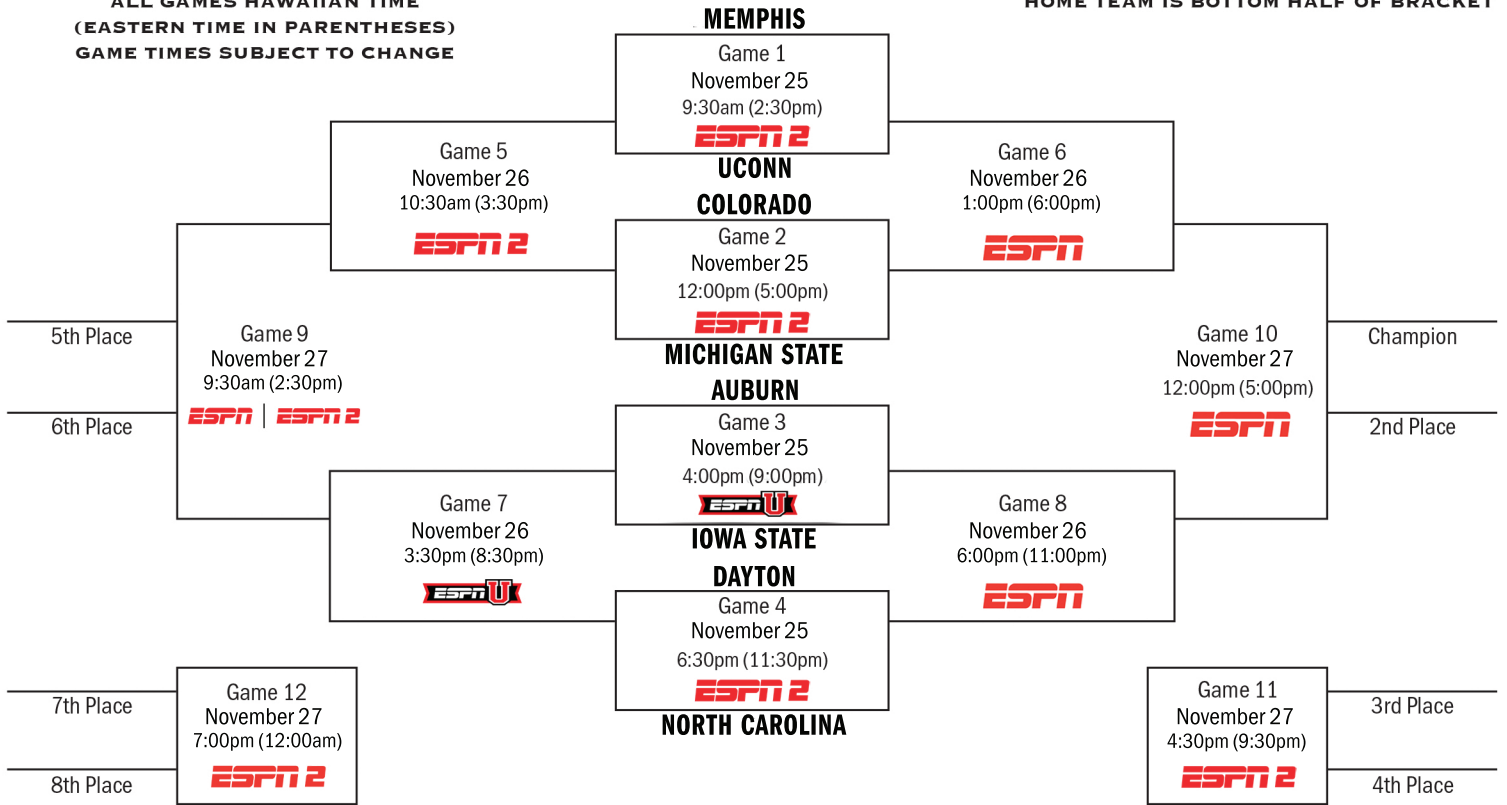 ALL GAMES HAWAIIAN TIME
(EASTERN TIME IN PARENTHESES)
GAME TIMES SUBJECT TO CHANGE
HOME TEAM IS BOTTOM HALF OF BRACKET
MEMPHIS
Game 1
November 25
9:30am (2:30pm)
ESPN 2
UCONN
COLORADO
Game 2
November 25
12:00pm (5:00pm)
ESPN 2
MICHIGAN STATE
AUBURN
Game 3
November 25
4:00pm (9:00pm)
ESPN U
IOWA STATE
DAYTON
Game 4
November 25
6:30pm (11:30pm)
ESPN 2
NORTH CAROLINA
Game 5
November 26
10:30am (3:30pm)
ESPN 2
Game 6
November 26
1:00pm (6:00pm)
ESPN
Game 7
November 26
3:30pm (8:30pm)
ESPN U
Game 8
November 26
6:00pm (11:00pm)
ESPN
5th Place
6th Place
Game 9
November 27
9:30am (2:30pm)
ESPN | ESPN 2
Game 10
November 27
12:00pm (5:00pm)
ESPN
Champion
2nd Place
7th Place
8th Place
Game 12
November 27
7:00pm (12:00am)
ESPN 2
Game 11
November 27
4:30pm (9:30pm)
ESPN 2
3rd Place
4th Place